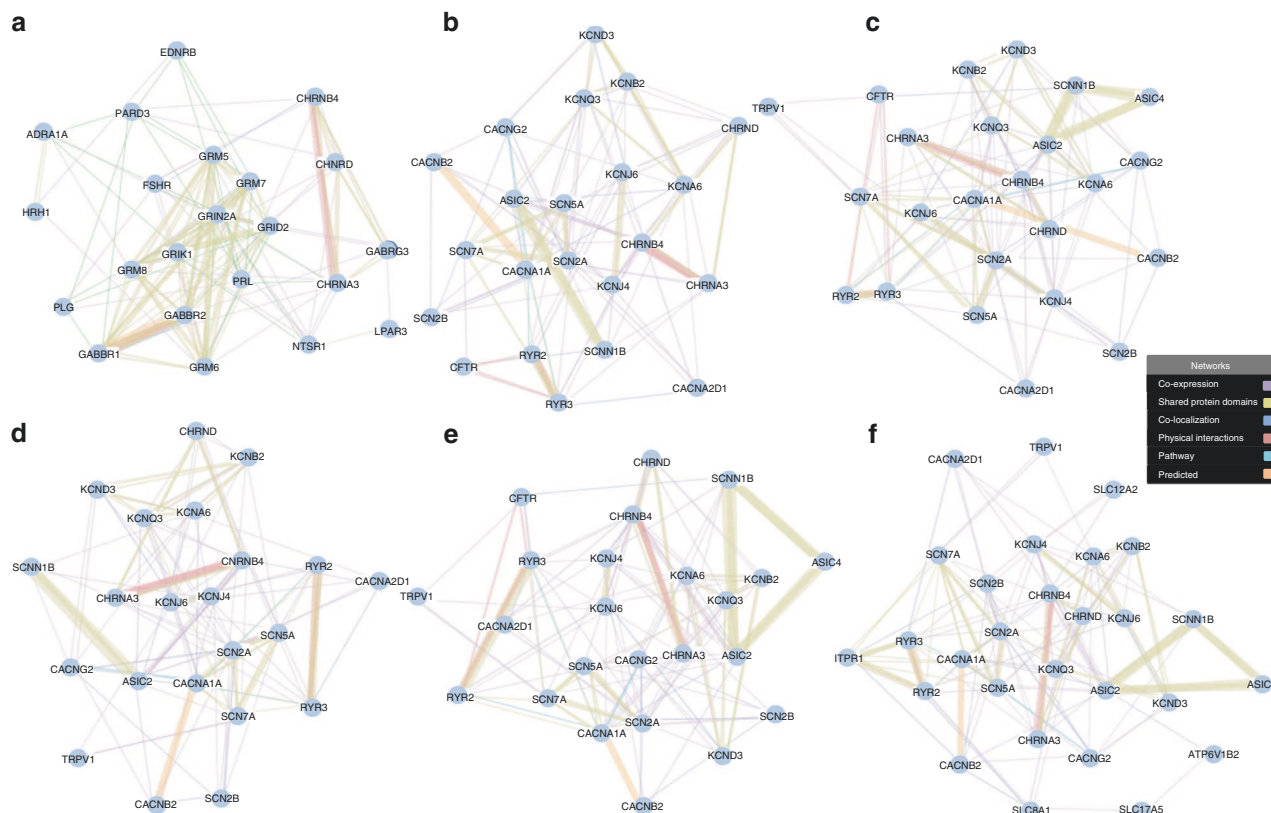 a
EDNRB
CHRNB4
PARD3
ADRA1A
GRM5
CHNRD
GRM7
FSHR
HRH1
GRIN2A
GRID2
GRIK1
GABRG3
GRM8
PRL
CHRNA3
PLG
GABBR2
LPAR3
NTSR1
GABBR1
GRM6
b
KCND3
KCNB2
KCNQ3
CACNG2
CHRND
CACNB2
KCNJ6
KCNA6
ASIC2
SCN5A
CHRNB4
SCN7A
SCN2A
CACNA1A
KCNJ4
CHRNA3
SCN2B
RYR2
SCNN1B
CFTR
CACNA2D1
RYR3
c
KCND3
KCNB2
SCNN1B
CFTR
ASIC4
TRPV1
KCNQ3
CHRNA3
ASIC2
CACNG2
CHRNB4
KCNA6
SCN7A
CACNA1A
KCNJ6
CHRND
SCN2A
CACNB2
RYR2
RYR3
KCNJ4
SCN5A
SCN2B
CACNA2D1
Networks
Co-expression
Shared protein domains
Co-localization
Physical interactions
Pathway
Predicted
d
CHRND
KCNB2
KCND3
KCNQ3
KCNA6
SCNN1B
CNRNB4
RYR2
CACNA2D1
CHRNA3
KCNJ6
KCNJ4
SCN5A
SCN2A
CACNG2
ASIC2
CACNA1A
SCN7A
RYR3
TRPV1
CACNB2
SCN2B
e
CHRND
SCNN1B
CFTR
CHRNB4
RYR3
KCNJ4
ASIC4
KCNA6
KCNB2
TRPV1
KCNJ6
KCNQ3
CACNA2D1
CHRNA3
ASIC2
SCN5A
CACNG2
RYR2
SCN7A
SCN2A
SCN2B
CACNA1A
KCND3
CACNB2
f
TRPV1
CACNA2D1
SLC12A2
KCNJ4
KCNB2
SCN7A
KCNA6
SCN2B
CHRNB4
CHRND
KCNJ6
SCNN1B
RYR3
SCN2A
ITPR1
CACNA1A
KCNQ3
RYR2
SCN5A
ASIC2
ASIC
KCND3
CHRNA3
CACNB2
CACNG2
ATP6V1B2
SLC8A1
SLC17A5